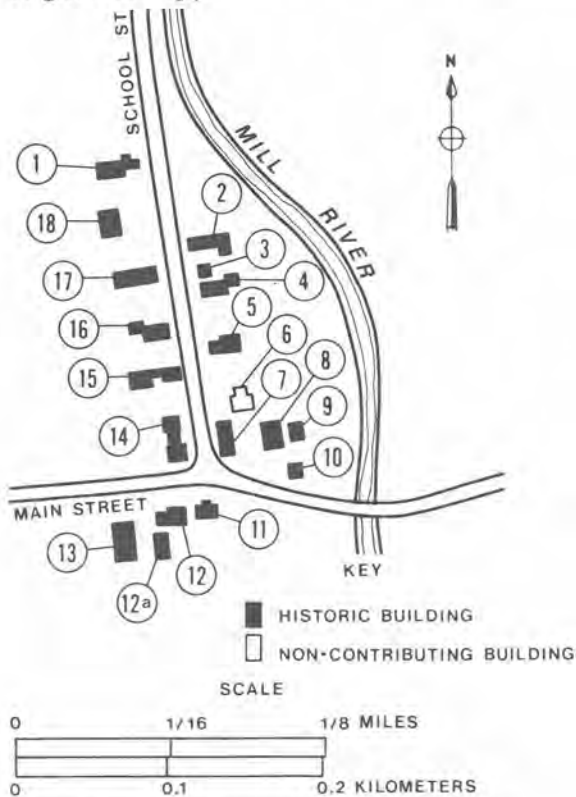 SCHOOL ST
N
MILL
RIVER
1
2
18
3
4
17
5
16
6
7
8
15
9
14
10
MAIN STREET
11
13
12
12a
KEY
HISTORIC BUILDING
NON-CONTRIBUTING BUILDING
SCALE
0 1/16 1/8 MILES
0 0.1 0.2 KILOMETERS